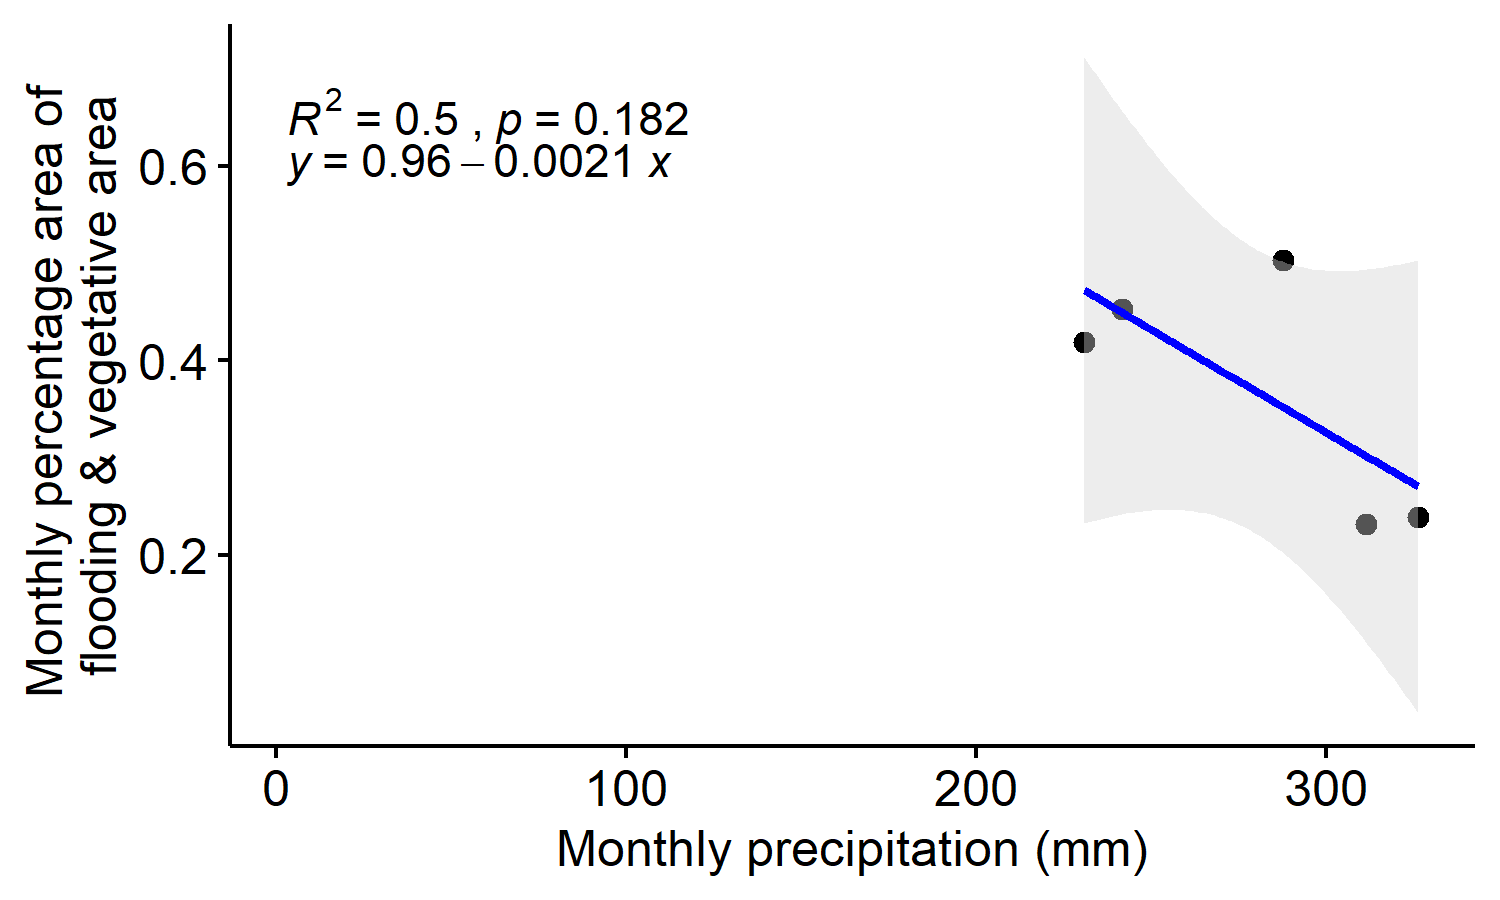 Monthly percentage area of
flooding & vegetative area
R² = 0.5 , p = 0.182
y = 0.96 – 0.0021 x
0.6
0.4
0.2
0 100 200 300
Monthly precipitation (mm)